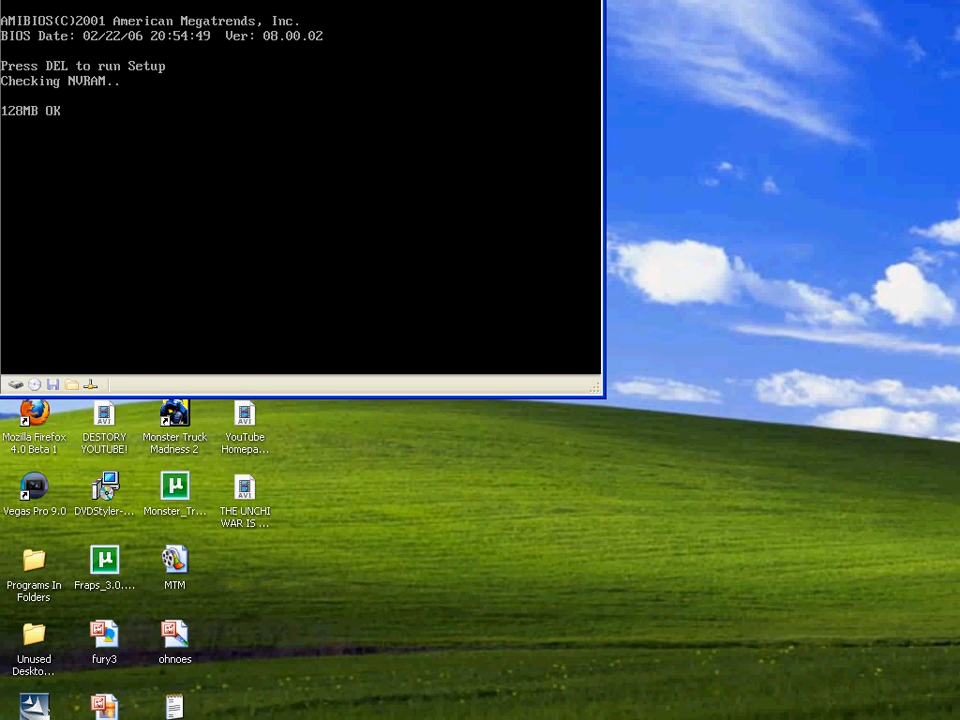 AMIBIOS(C)2001 American Megatrends, Inc.
BIOS Date: 02/22/06 20:54:49 Ver: 08.00.02
Press DEL to run Setup
Checking NVRAM..
128MB OK
Mozilla Firefox
4.0 Beta 1
DESTORY
YOUTUBE!
Monster Truck
Madness 2
YouTube
Homepa...
AVI
AVI
Vegas Pro 9.0
DVDStyler-...
Monster_Tr...
THE UNCHI
WAR IS ...
AVI
Programs In
Folders
Fraps_3.0....
MTM
Unused
Deskto...
fury3
ohnoes